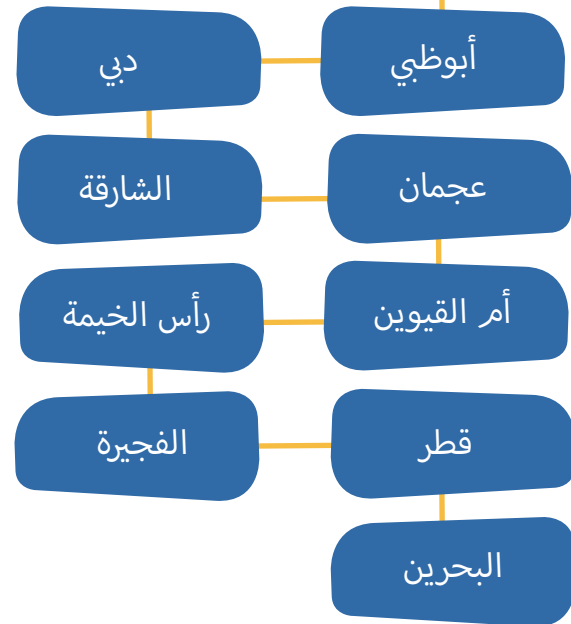 أبوظبي
دبي
الشارقة
عجمان
أم القيوين
رأس الخيمة
الفجيرة
قطر
البحرين